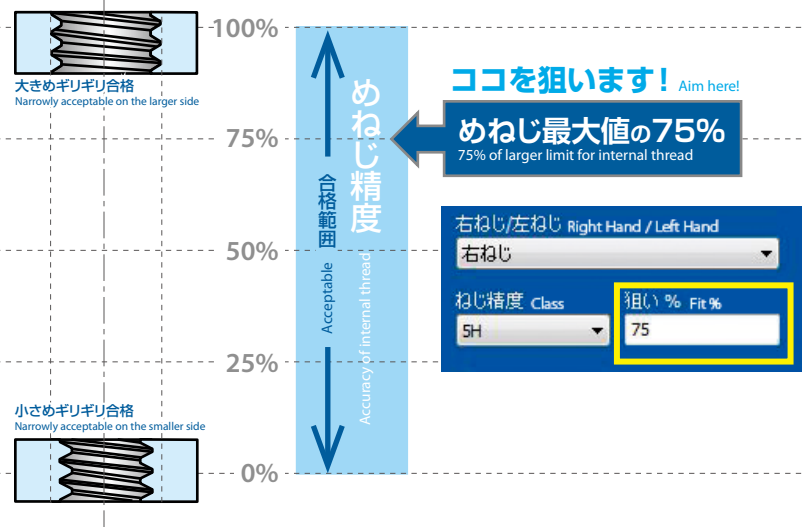 100%
大きめギリギリ合格
Narrowly acceptable on the larger side
ココを狙います! Aim here!
75%
めねじ最大値の75%
75% of larger limit for internal thread
めねじ精度
Accuracy of internal thread
合格範囲
Acceptable
50%
右ねじ/左ねじ Right Hand / Left Hand
右ねじ
ねじ精度 Class
狙い % Fit %
5H
75
25%
小さめギリギリ合格
Narrowly acceptable on the smaller side
0%